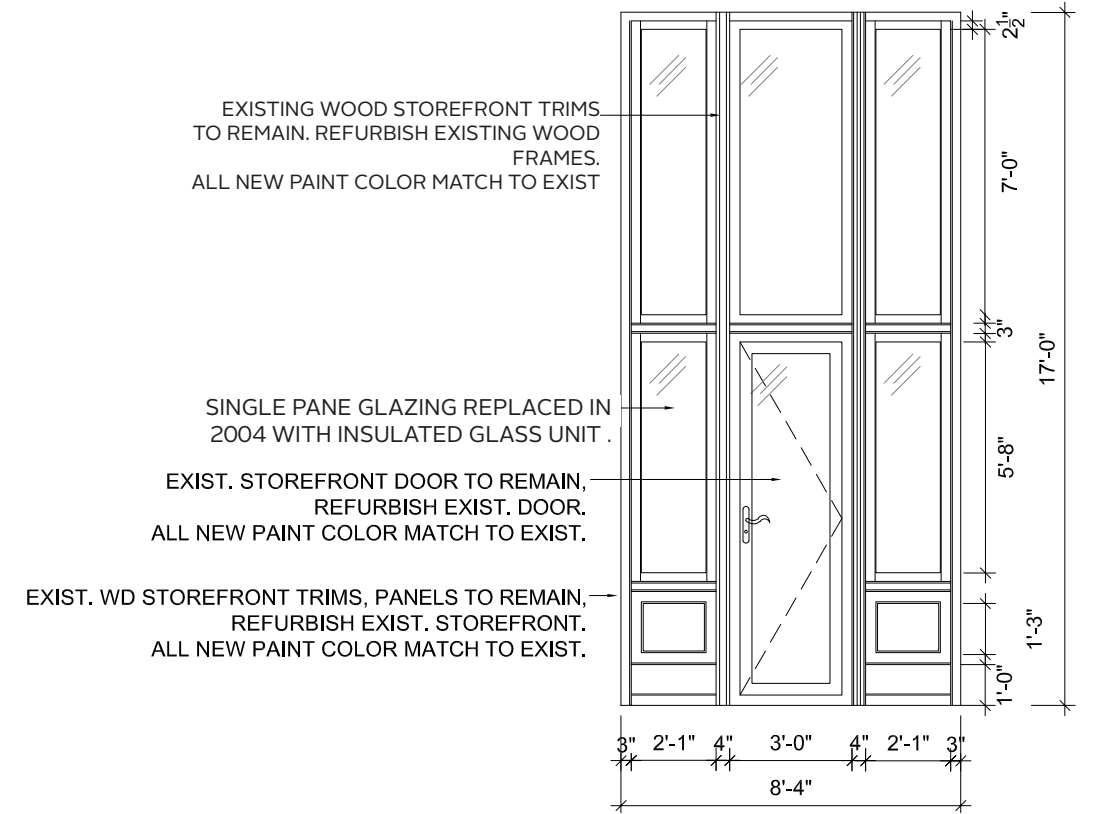 2 1/2"
EXISTING WOOD STOREFRONT TRIMS
TO REMAIN. REFURBISH EXISTING WOOD
FRAMES.
ALL NEW PAINT COLOR MATCH TO EXIST
7'-0"
3"
17'-0"
SINGLE PANE GLAZING REPLACED IN
2004 WITH INSULATED GLASS UNIT .
5'-8"
EXIST. STOREFRONT DOOR TO REMAIN,
REFURBISH EXIST. DOOR.
ALL NEW PAINT COLOR MATCH TO EXIST.
EXIST. WD STOREFRONT TRIMS, PANELS TO REMAIN,
REFURBISH EXIST. STOREFRONT.
ALL NEW PAINT COLOR MATCH TO EXIST.
1'-3"
1'-0"
3" 2'-1" 4" 3'-0" 4" 2'-1" 3"
8'-4"